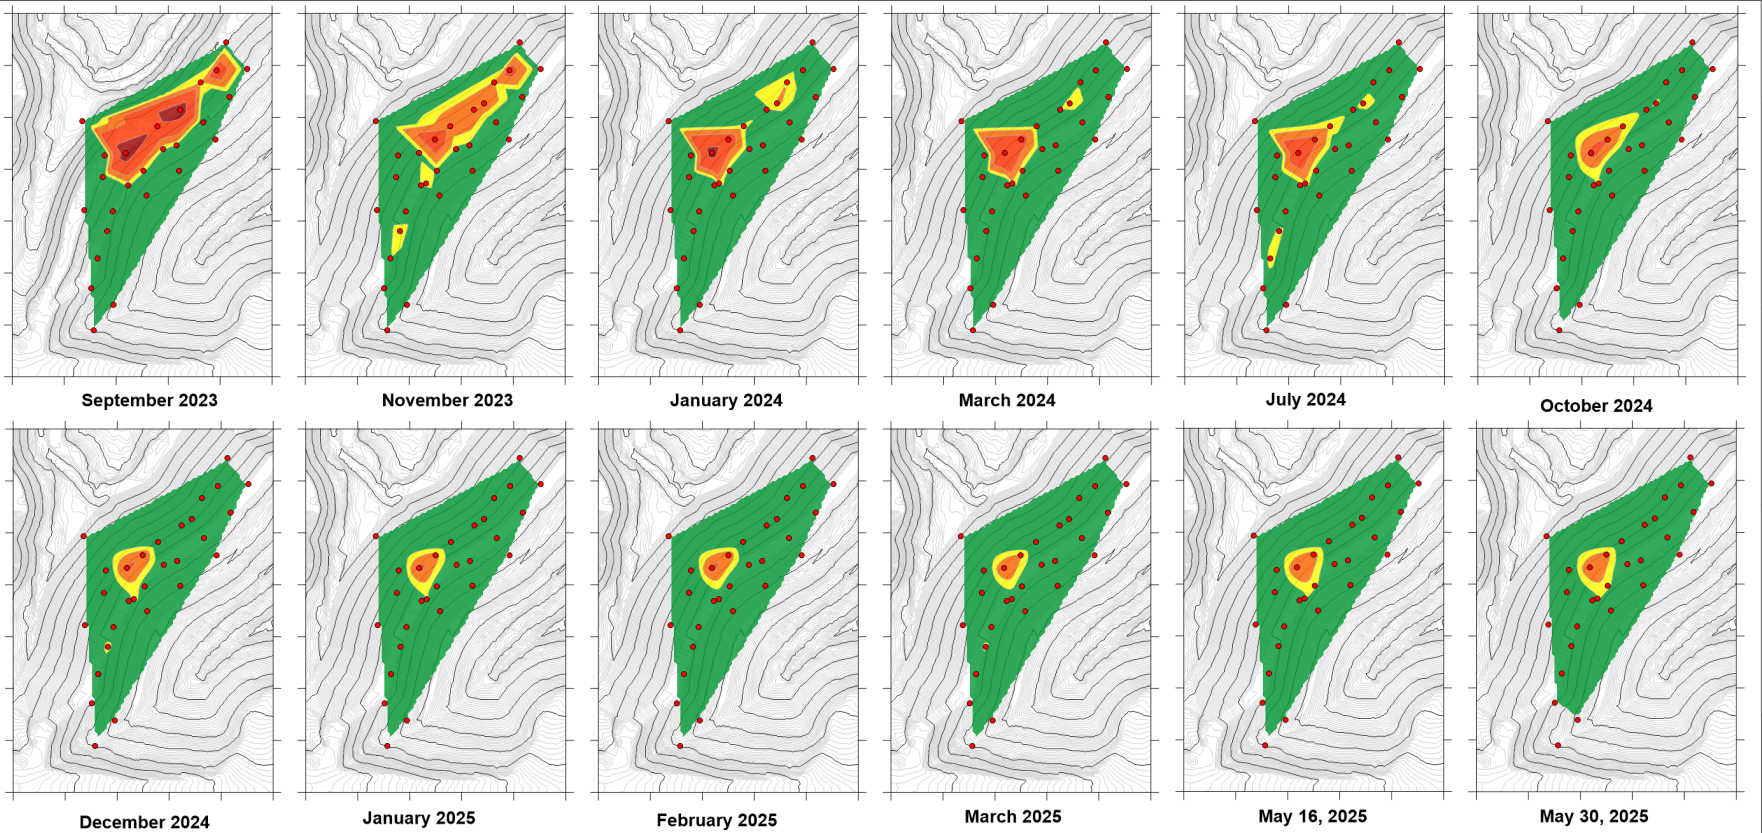 September 2023
November 2023
January 2024
March 2024
July 2024
October 2024
December 2024
January 2025
February 2025
March 2025
May 16, 2025
May 30, 2025